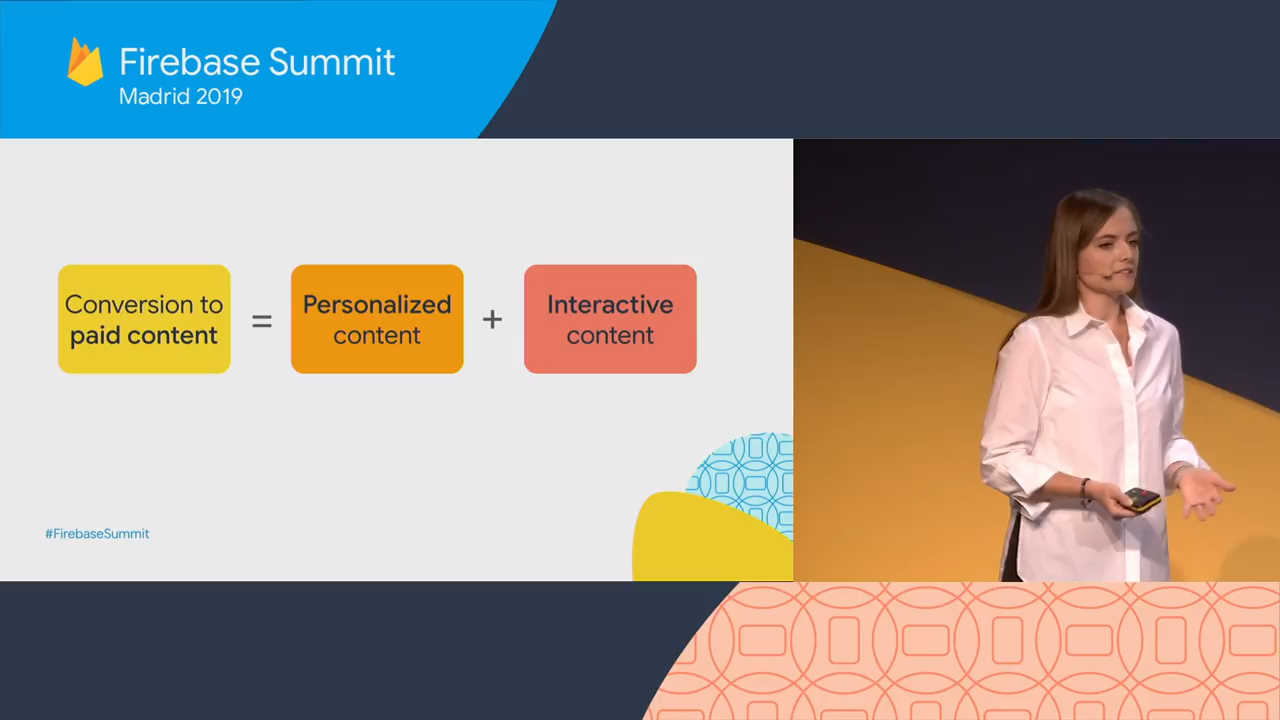 Firebase Summit
Madrid 2019
Conversion to
paid content
=
Personalized
content
+
Interactive
content
#FirebaseSummit